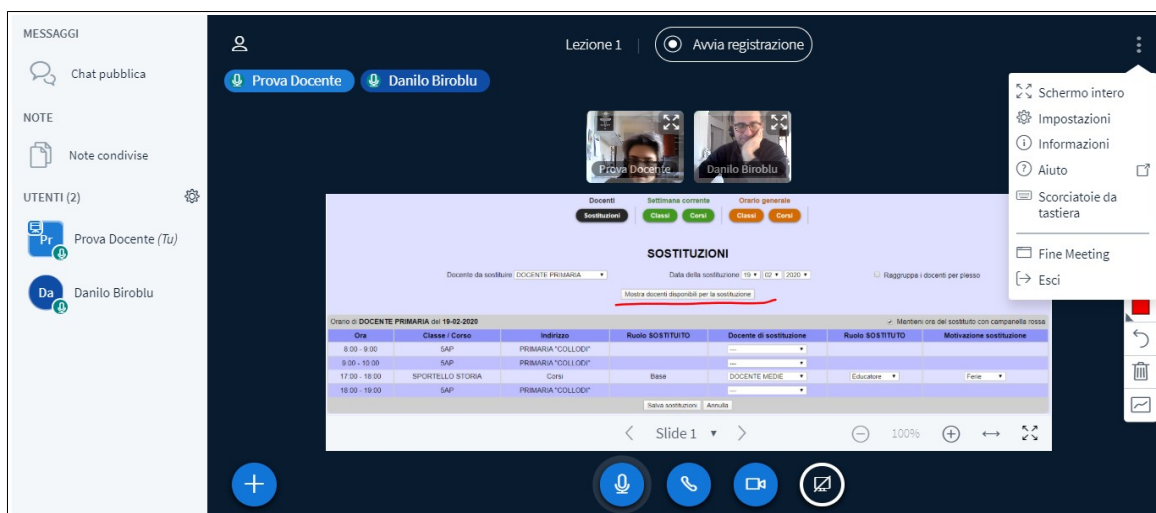 MESSAGGI
Chat pubblica
NOTE
Note condivise
UTENTI (2)
Pr
Prova Docente (Tu)
Da
Danilo Biroblu
Lezione 1
Avvia registrazione
Prova Docente
Danilo Biroblu
Prova Docente
Danilo Biroblu
Schermo intero
Impostazioni
Informazioni
Aiuto
Scorciatoie da
tastiera
Fine Meeting
Esci
Docenti Settimana corrente Orario generale
Sostituzioni Classi Corsi Classi Corsi
SOSTITUZIONI
Docente da sostituire DOCENTE PRIMARIA Data della sostituzione 19 02 2020 Raggruppa i docenti per plesso
Mostra docenti disponibili per la sostituzione
Orario di DOCENTE PRIMARIA del 19-02-2020 Mantieni ora del sostituto con campanella rossa
Ora Classe / Corso Indirizzo Ruolo SOSTITUITO Docente di sostituzione Ruolo SOSTITUTO Motivazione sostituzione
8:00 - 9:00 5AP PRIMARIA "COLLODI" ---
9:00 - 10:00 5AP PRIMARIA "COLLODI" ---
17:00 - 18:00 SPORTELLO STORIA Corsi Base DOCENTE MEDIE Educatore Ferie
18:00 - 19:00 5AP PRIMARIA "COLLODI" ---
Salva sostituzioni Annulla
Slide 1
100%